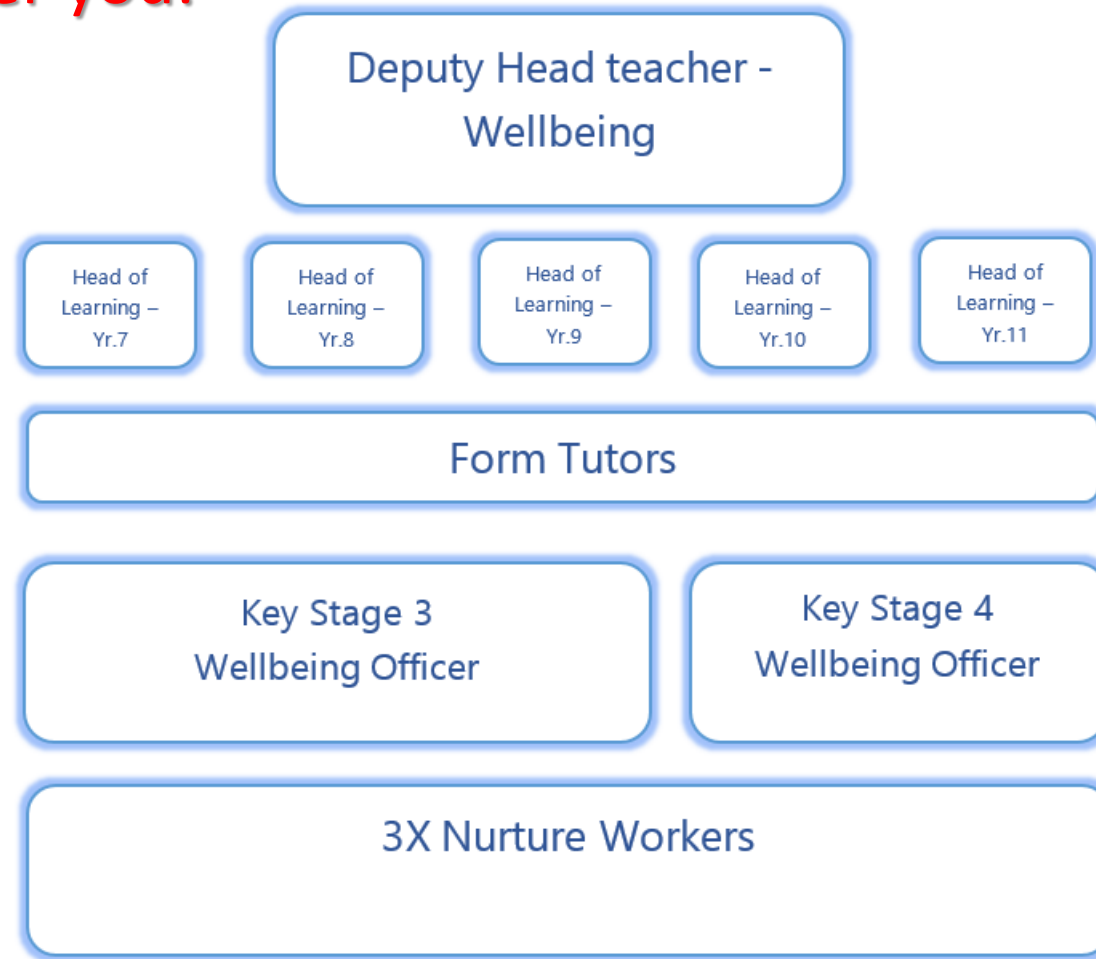 you
Deputy Head teacher -
Wellbeing
Head of
Learning –
Yr.7
Head of
Learning –
Yr.8
Head of
Learning –
Yr.9
Head of
Learning –
Yr.10
Head of
Learning –
Yr.11
Form Tutors
Key Stage 3
Wellbeing Officer
Key Stage 4
Wellbeing Officer
3X Nurture Workers